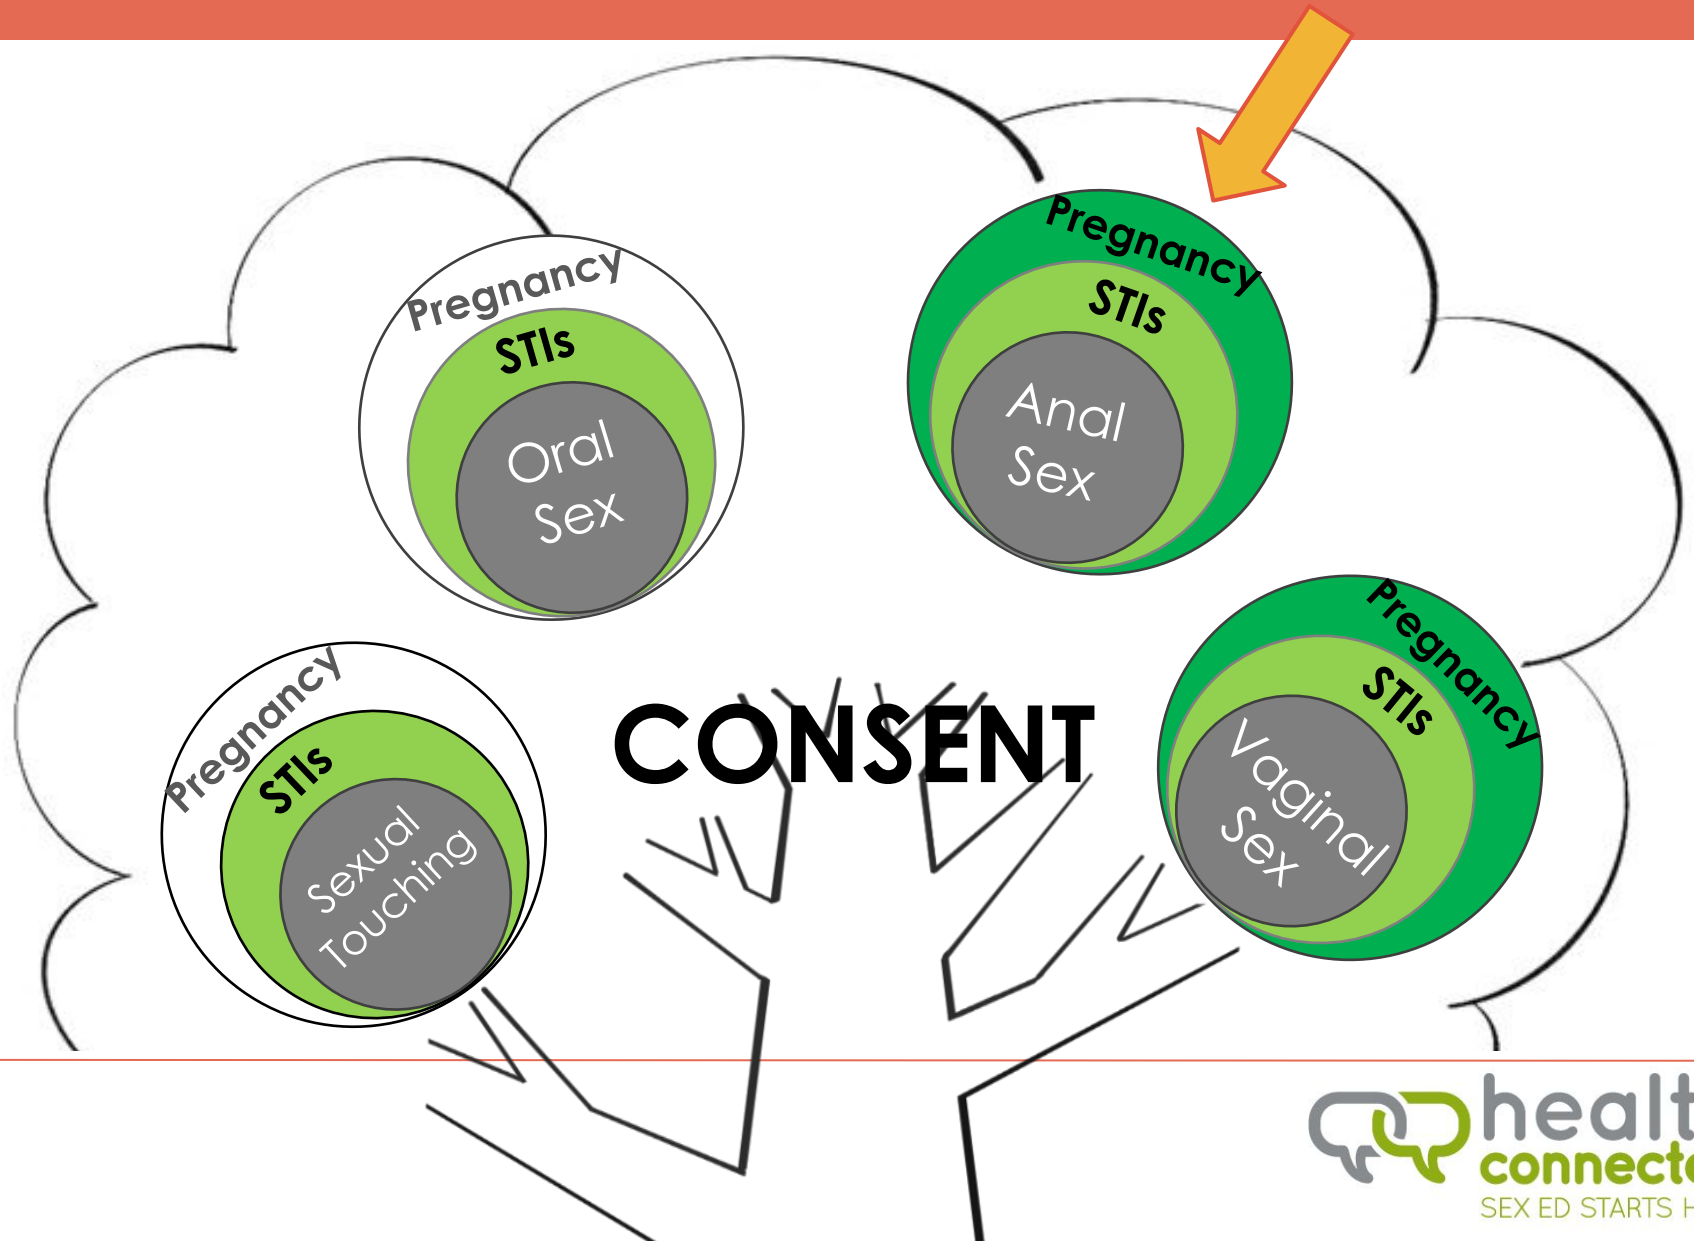 Pregnancy
STIs
Oral
Sex
Pregnancy
STIs
Anal
Sex
Pregnancy
STIs
Sexual
Touching
CONSENT
Pregnancy
STIs
Vaginal
Sex
healt
connecte
SEX ED STARTS H